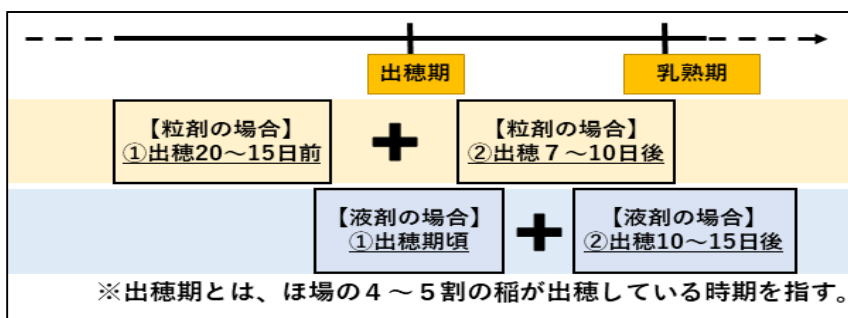 出穂期
乳熟期
【粒剤の場合】
①出穂20～15日前
＋
【粒剤の場合】
②出穂７～10日後
【液剤の場合】
①出穂期頃
＋
【液剤の場合】
②出穂10～15日後
※出穂期とは、ほ場の４～５割の稲が出穂している時期を指す。